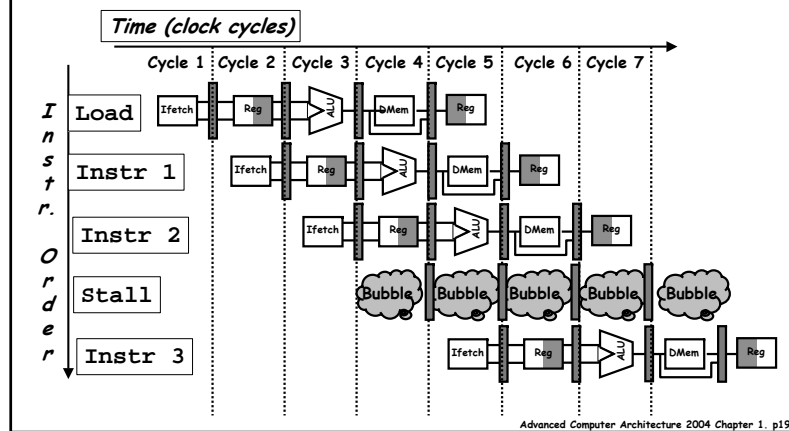 Time (clock cycles)
Cycle 1 Cycle 2 Cycle 3 Cycle 4 Cycle 5 Cycle 6 Cycle 7
Instr. Order
Load Ifetch Reg ALU DMem Reg
Instr 1 Ifetch Reg ALU DMem Reg
Instr 2 Ifetch Reg ALU DMem Reg
Stall Bubble Bubble Bubble Bubble Bubble
Instr 3 Ifetch Reg ALU DMem Reg
Advanced Computer Architecture 2004 Chapter 1. p19